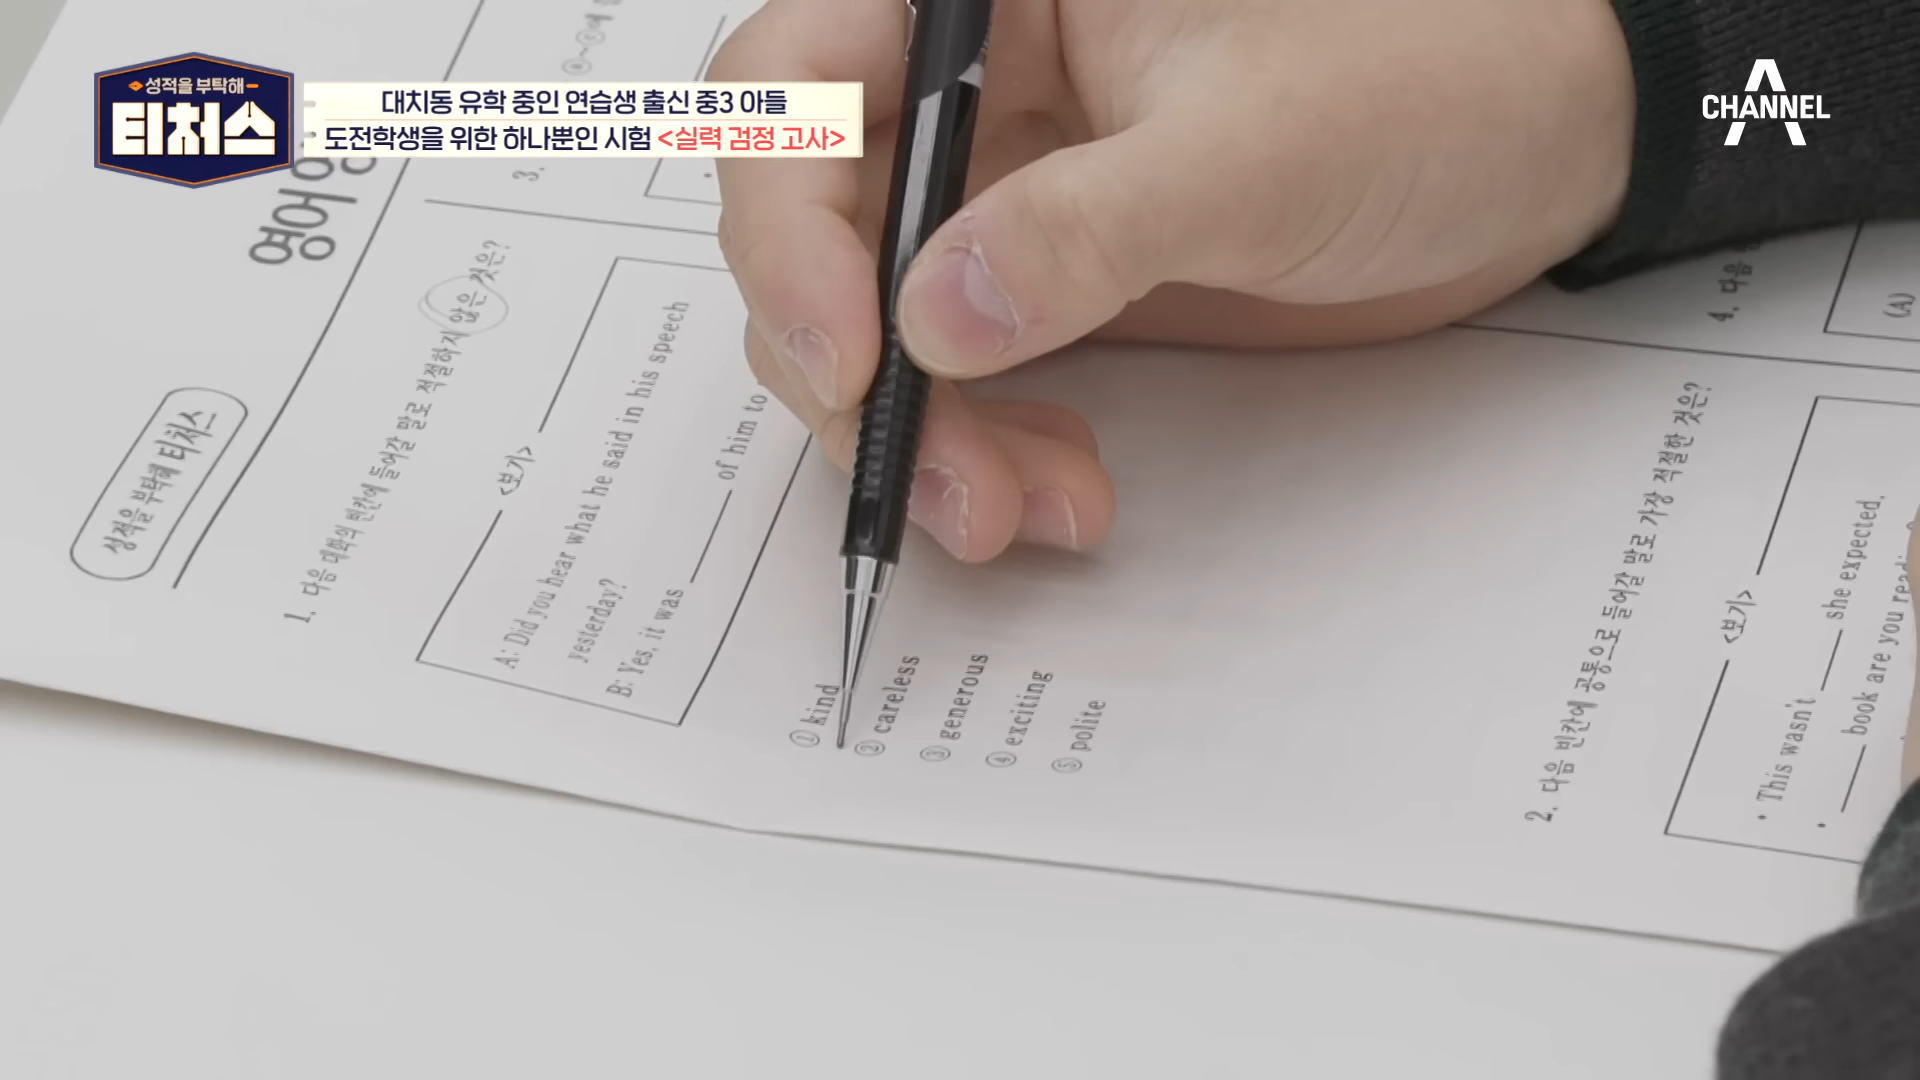 성적을 부탁해
티처스
대치동 유학 중인 연습생 출신 중3 아들
도전학생을 위한 하나뿐인 시험 <실력 검정 고사>
CHANNEL A
성적을 부탁해 티처스
영어영
1. 다음 대화의 빈칸에 들어갈 말로 적절하지 않은 것은?
<보기>
A: Did you hear what he said in his speech
yesterday?
B: Yes, it was ______ of him to
① kind
② careless
③ generous
④ exciting
⑤ polite
2. 다음 빈칸에 공통으로 들어갈 말로 가장 적절한 것은?
<보기>
• This wasn't ______ she expected.
• ______ book are you
3.
4. 다음
(A)